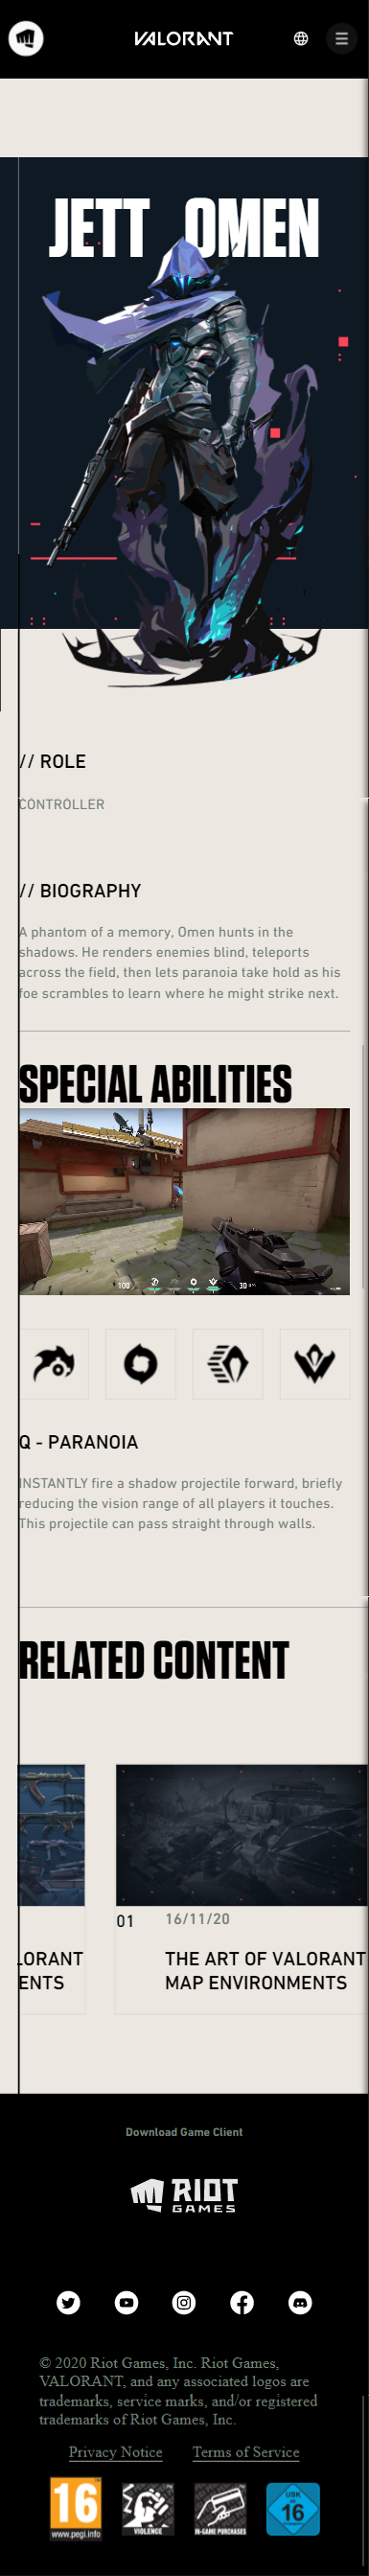 VALORANT
JETT OMEN
// ROLE
CONTROLLER
// BIOGRAPHY
A phantom of a memory, Omen hunts in the
shadows. He renders enemies blind, teleports
across the field, then lets paranoia take hold as his
foe scrambles to learn where he might strike next.
SPECIAL ABILITIES
100
30
Q - PARANOIA
INSTANTLY fire a shadow projectile forward, briefly
reducing the vision range of all players it touches.
This projectile can pass straight through walls.
RELATED CONTENT
01
16/11/20
LORANT
ENTS
THE ART OF VALORANT
MAP ENVIRONMENTS
Download Game Client
RIOT
GAMES
© 2020 Riot Games, Inc. Riot Games,
VALORANT, and any associated logos are
trademarks, service marks, and/or registered
trademarks of Riot Games, Inc.
Privacy Notice
Terms of Service
16
www.pegi.info
VIOLENCE
IN-GAME PURCHASES
USK
AB
16